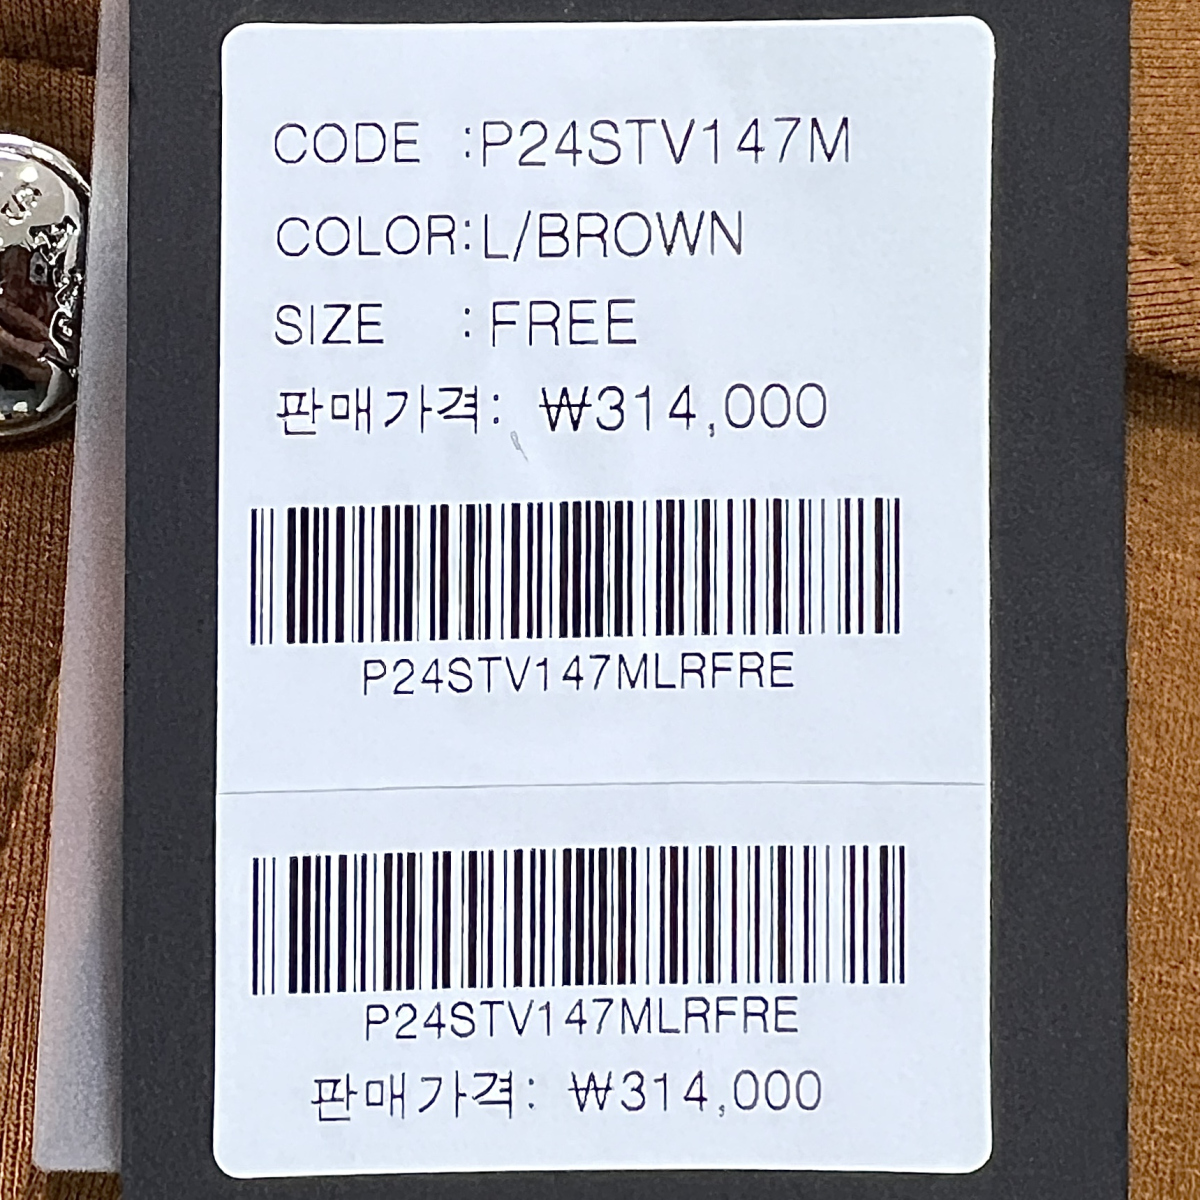 CODE :P24STV147M
COLOR:L/BROWN
SIZE : FREE
판매가격: ₩314,000
P24STV147MLRFRE
P24STV147MLRFRE
판매가격: ₩314,000